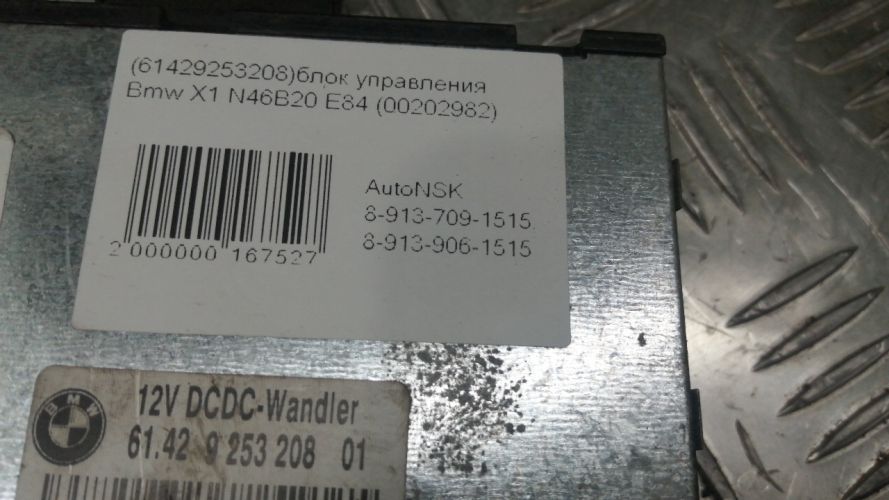 (61429253208)блок управления
Bmw X1 N46B20 E84 (00202982)
AutoNSK
8-913-709-1515
8-913-906-1515
2 000000 167527
BMW
12V DCDC-Wandler
61.42 9 253 208 01